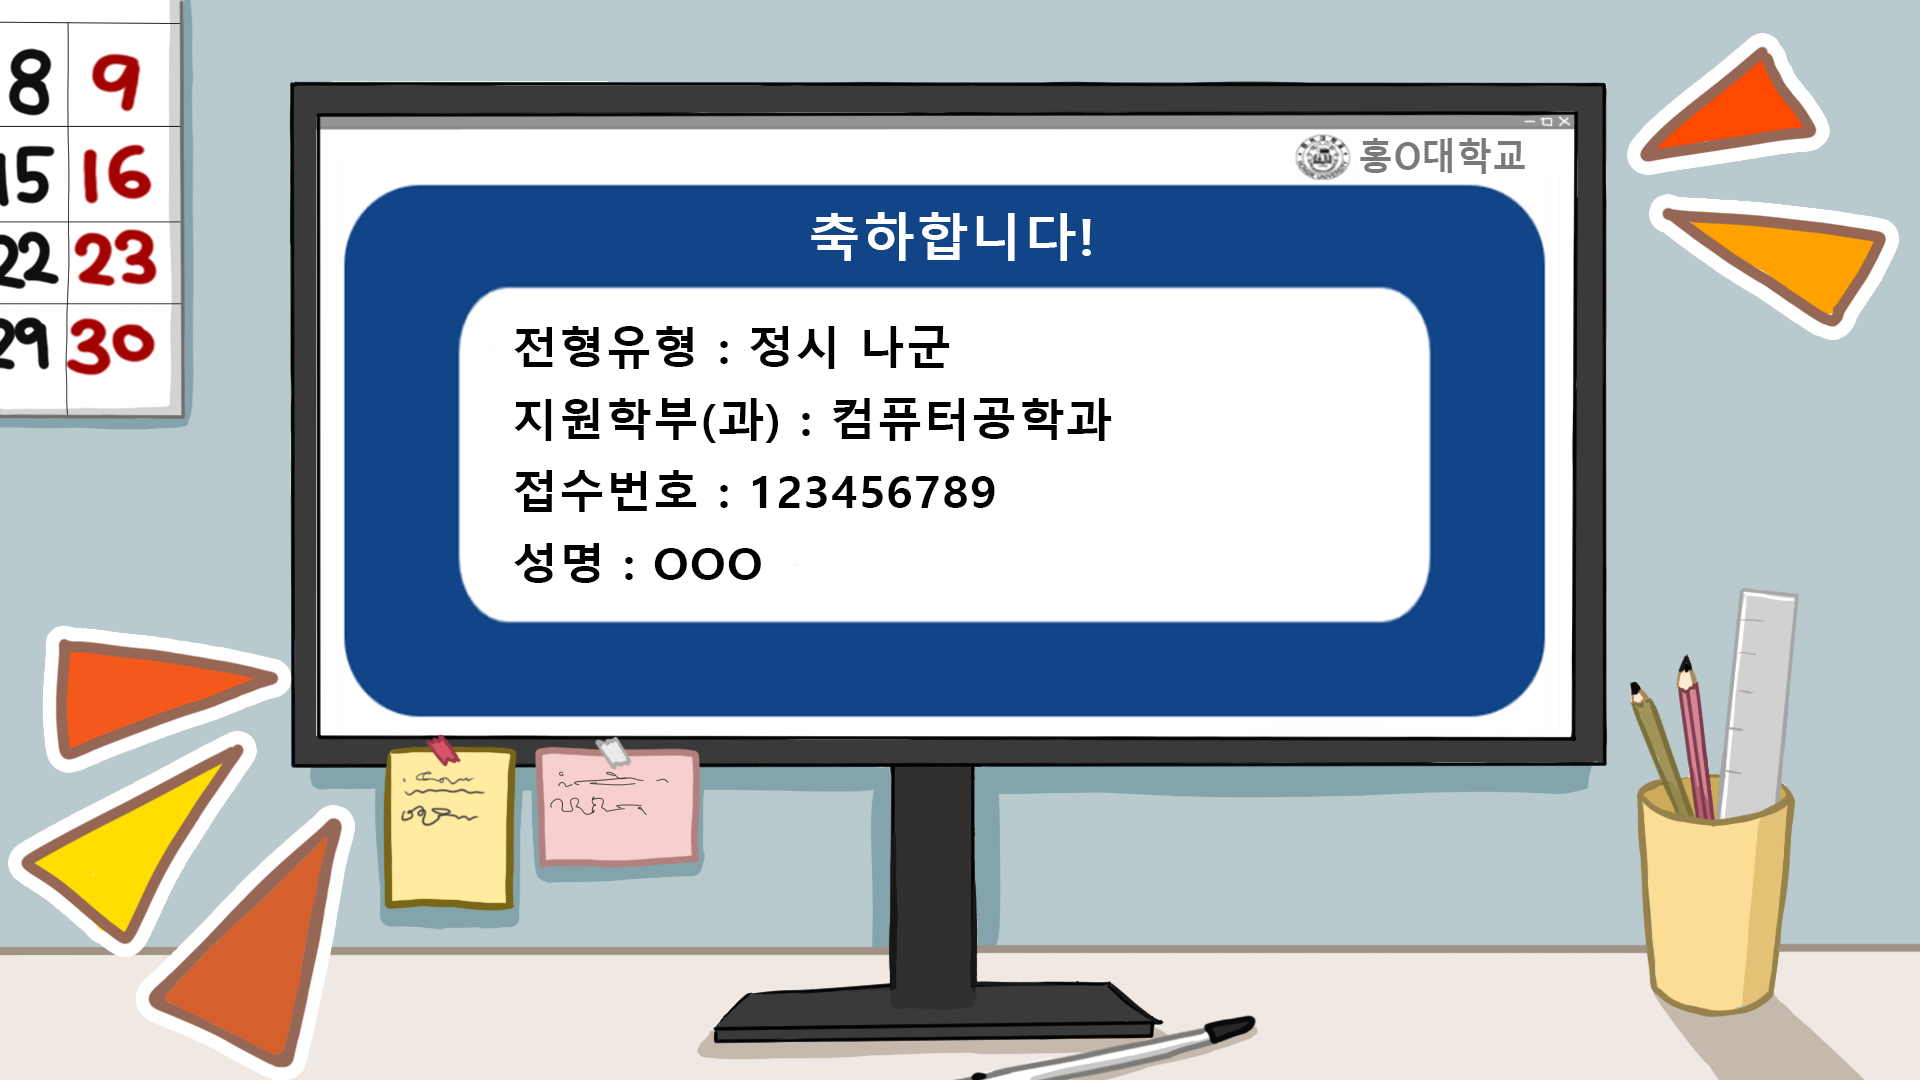 8 9
15 16
22 23
29 30
홍O대학교
축하합니다!
전형유형 : 정시 나군
지원학부(과) : 컴퓨터공학과
접수번호 : 123456789
성명 : OOO